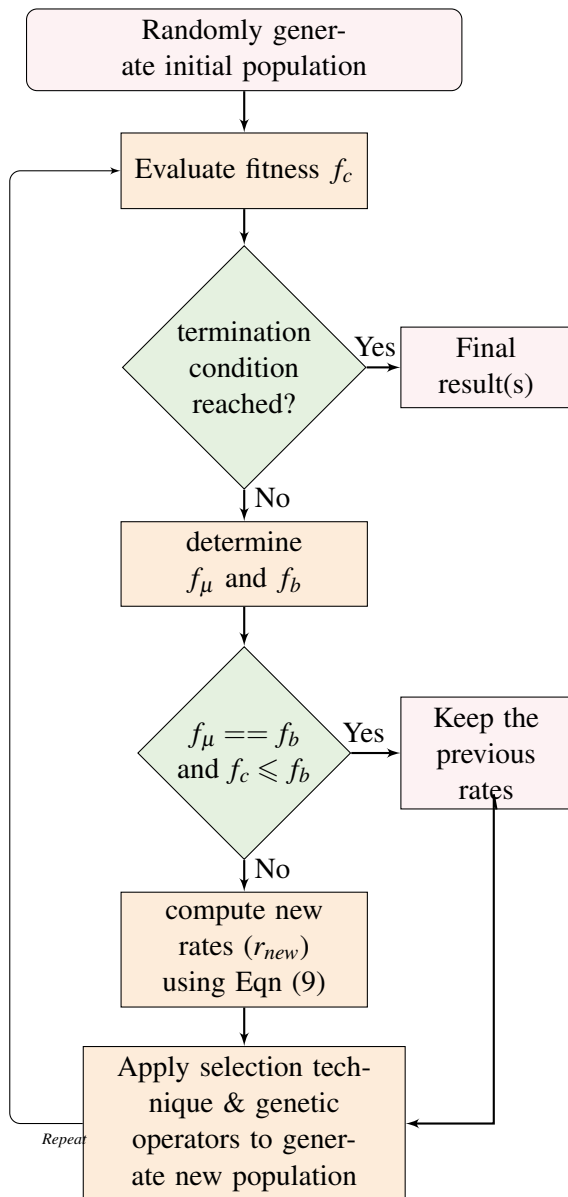 Randomly gener-
ate initial population
Evaluate fitness f_c
termination
condition
reached?
Yes
Final
result(s)
No
determine
f_μ and f_b
f_μ == f_b
and f_c ⩽ f_b
Yes
Keep the
previous
rates
No
compute new
rates (r_new)
using Eqn (9)
Apply selection tech-
nique & genetic
operators to gener-
ate new population
Repeat